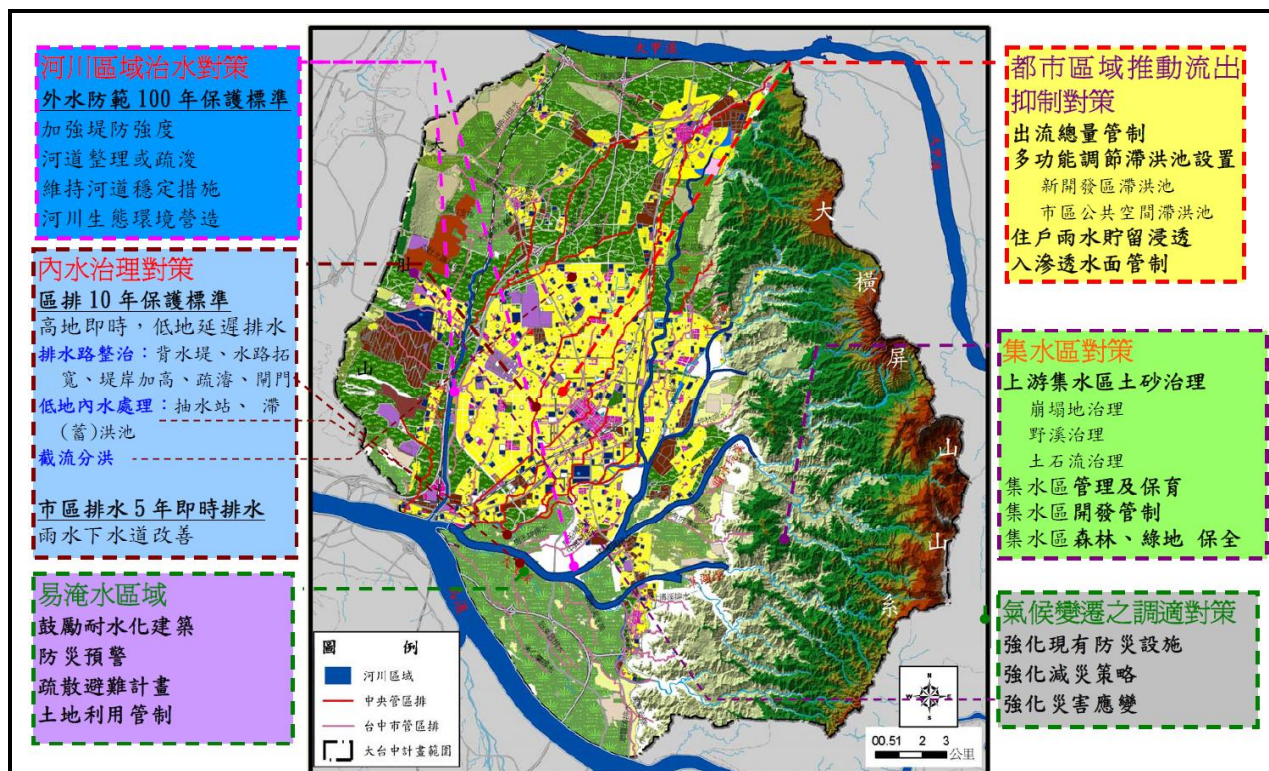 河川區域治水對策
外水防範 100 年保護標準
加強堤防強度
河道整理或疏浚
維持河道穩定措施
河川生態環境營造
內水治理對策
區排 10 年保護標準
高地即時，低地延遲排水
排水路整治：背水堤、水路拓
寬、堤岸加高、疏濬、閘門
低地內水處理：抽水站、 滯
(蓄)洪池
截流分洪
市區排水 5 年即時排水
雨水下水道改善
易淹水區域
鼓勵耐水化建築
防災預警
疏散避難計畫
土地利用管制
大甲溪
大
肚
山
大
橫
屏
山
山
系
圖 例
河川區域
中央管區排
台中市管區排
大台中計畫範圍
N
W E
S
00.51 2 3
公里
都市區域推動流出
抑制對策
出流總量管制
多功能調節滯洪池設置
新開發區滯洪池
市區公共空間滯洪池
住戶雨水貯留浸透
入滲透水面管制
集水區對策
上游集水區土砂治理
崩塌地治理
野溪治理
土石流治理
集水區管理及保育
集水區開發管制
集水區森林、綠地 保全
氣候變遷之調適對策
強化現有防災設施
強化減災策略
強化災害應變